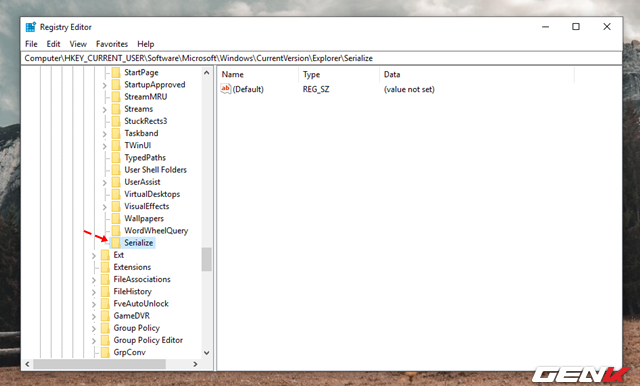 Registry Editor
File Edit View Favorites Help
Computer\HKEY_CURRENT_USER\Software\Microsoft\Windows\CurrentVersion\Explorer\Serialize
StartPage
StartupApproved
StreamMRU
Streams
StuckRects3
Taskband
TWinUI
TypedPaths
User Shell Folders
UserAssist
VirtualDesktops
VisualEffects
Wallpapers
WordWheelQuery
Serialize
Ext
Extensions
FileAssociations
FileHistory
FveAutoUnlock
GameDVR
Group Policy
Group Policy Editor
GrpConv
Name Type Data
ab (Default) REG_SZ (value not set)
GENK